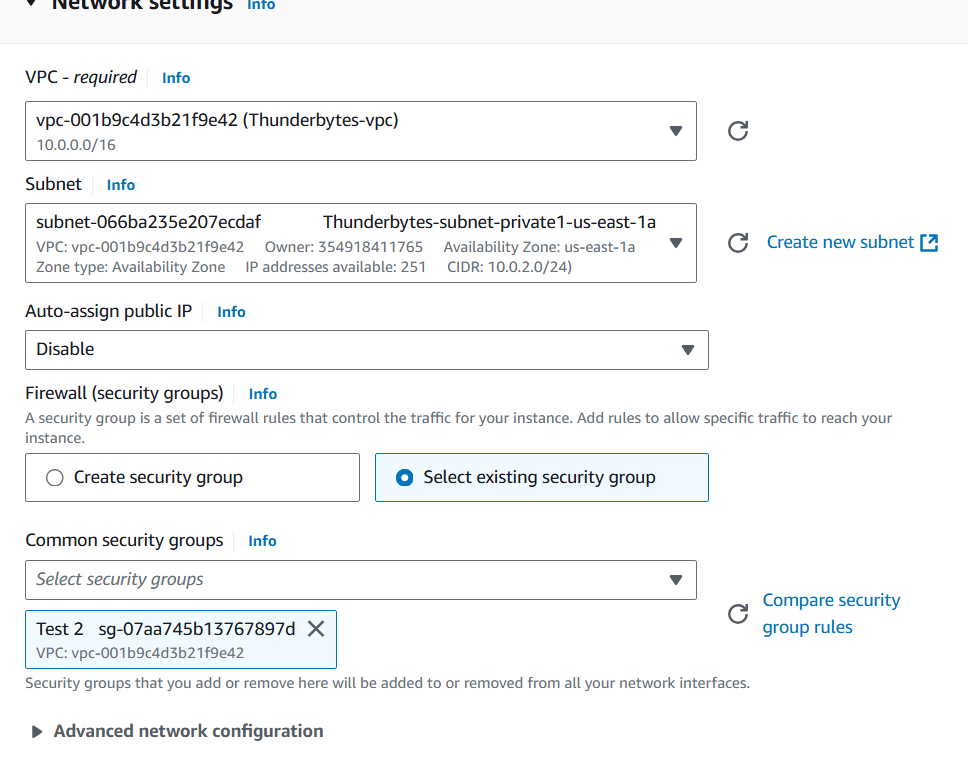 Network settings Info
VPC - required Info
vpc-001b9c4d3b21f9e42 (Thunderbytes-vpc)
10.0.0.0/16
Subnet Info
subnet-066ba235e207ecdaf Thunderbytes-subnet-private1-us-east-1a
VPC: vpc-001b9c4d3b21f9e42 Owner: 354918411765 Availability Zone: us-east-1a
Zone type: Availability Zone IP addresses available: 251 CIDR: 10.0.2.0/24)
Create new subnet
Auto-assign public IP Info
Disable
Firewall (security groups) Info
A security group is a set of firewall rules that control the traffic for your instance. Add rules to allow specific traffic to reach your
instance.
Create security group
Select existing security group
Common security groups Info
Select security groups
Test 2 sg-07aa745b13767897d
VPC: vpc-001b9c4d3b21f9e42
Compare security
group rules
Security groups that you add or remove here will be added to or removed from all your network interfaces.
Advanced network configuration